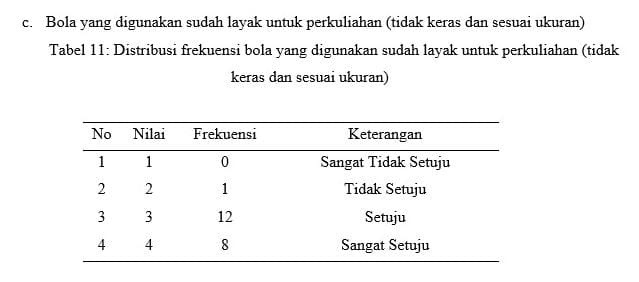 c. Bola yang digunakan sudah layak untuk perkuliahan (tidak keras dan sesuai ukuran)
Tabel 11: Distribusi frekuensi bola yang digunakan sudah layak untuk perkuliahan (tidak
keras dan sesuai ukuran)
No Nilai Frekuensi Keterangan
1 1 0 Sangat Tidak Setuju
2 2 1 Tidak Setuju
3 3 12 Setuju
4 4 8 Sangat Setuju